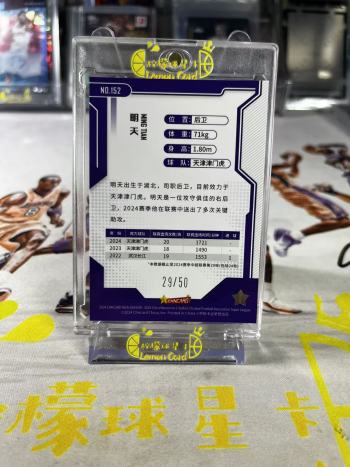 柠檬球星卡
Lemon Card
NO.152
明天
MING TIAN
位 置: 后卫
体 重: 71kg
身 高: 1.80m
球 队: 天津津门虎
明天出生于湖北，司职后卫，目前效力于
天津津门虎。明天是一位攻守俱佳的右
后卫，2024赛季他在联赛中送出了多次关键
助攻。
2024 天津津门虎 20 1721 -
2023 天津津门虎 18 1490 -
2022 武汉长江 19 1553 1
29/50
柠檬球星卡
Lemon Card
柠檬球星卡